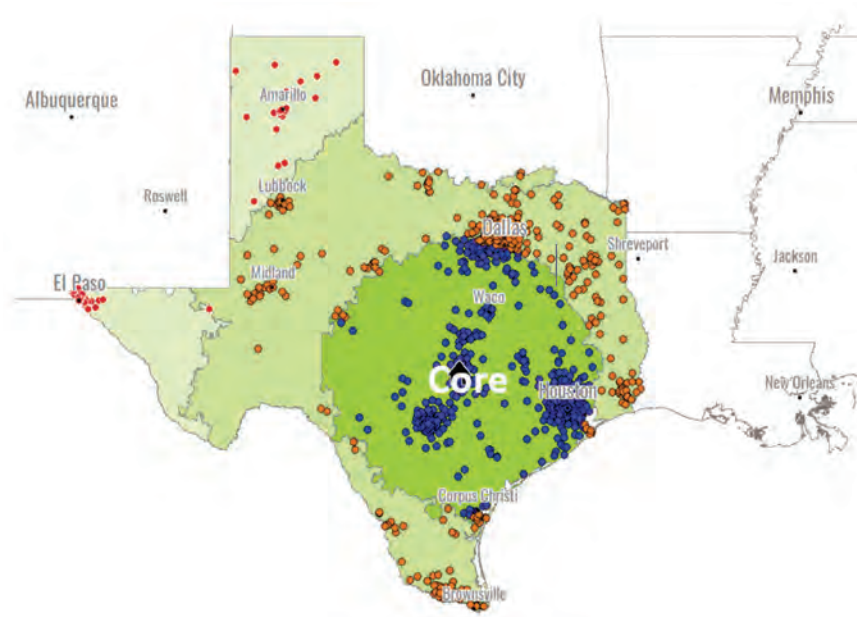 Oklahoma City
Albuquerque
Amarillo
Memphis
Lubbock
Roswell
Dallas
Shreveport
Jackson
El Paso
Midland
Waco
Core
Houston
New Orleans
Corpus Christi
Brownsville